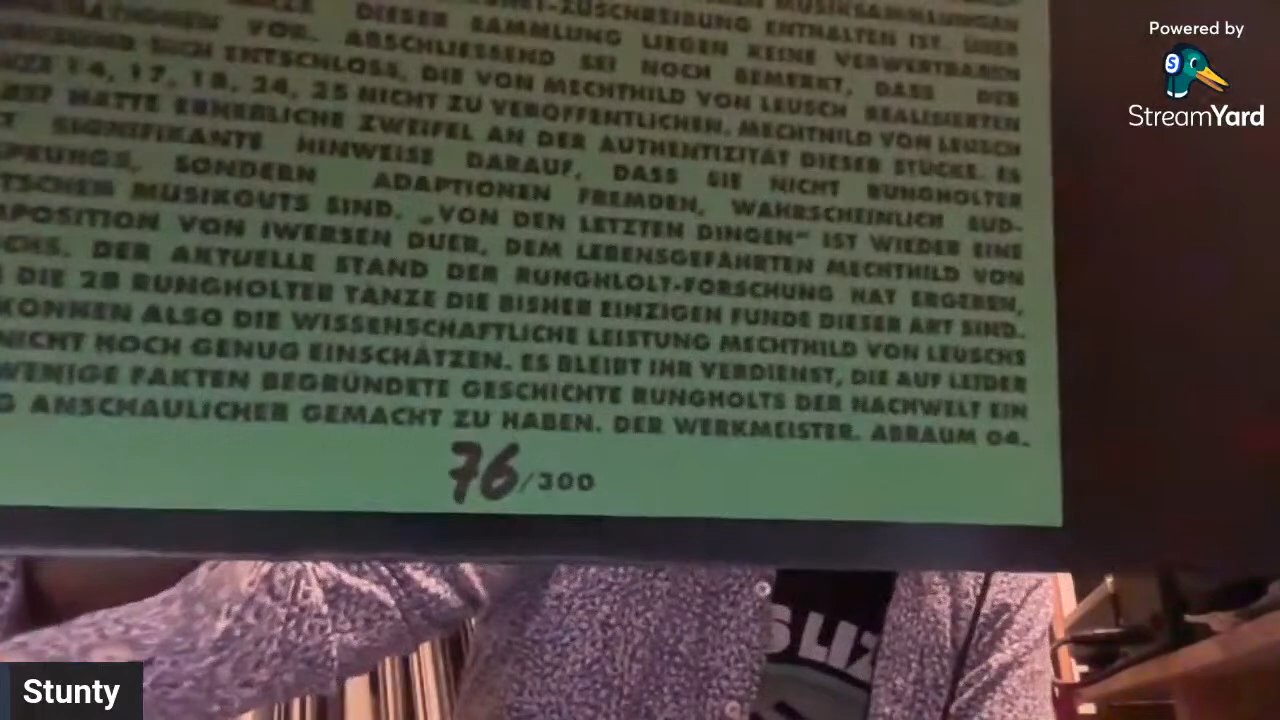 DIESER SAMMLUNG LIEGEN KEINE VERWERTBAREN
VOR. ABSCHLIESSEND SEI NOCH BEMERKT, DASS DER
SICH ENTSCHLOSS, DIE VON MECHTHILD VON LEUSCH REALISIERTEN
14, 17, 18, 24, 25 NICHT ZU VERÖFFENTLICHEN. MECHTHILD VON LEUSCH
HATTE ERHEBLICHE ZWEIFEL AN DER AUTHENTIZITÄT DIESER STÜCKE. ES
SIGNIFIKANTE HINWEISE DARAUF, DASS SIE NICHT RUNGHOLTER
SONDERN ADAPTIONEN FREMDEN, WAHRSCHEINLICH SÜD-
MUSIKGUTS SIND. „VON DEN LETZTEN DINGEN“ IST WIEDER EINE
POSITION VON IWERSEN DUER, DEM LEBENSGEFÄHRTEN MECHTHILD VON
CHS. DER AKTUELLE STAND DER RUNGHLOLT-FORSCHUNG HAT ERGEBEN,
DIE 28 RUNGHOLTER TÄNZE DIE BISHER EINZIGEN FUNDE DIESER ART SIND.
KÖNNEN ALSO DIE WISSENSCHAFTLICHE LEISTUNG MECHTHILD VON LEUSCHS
NICHT HOCH GENUG EINSCHÄTZEN. ES BLEIBT IHR VERDIENST, DIE AUF LEIDER
WENIGE FAKTEN BEGRÜNDETE GESCHICHTE RUNGHOLTS DER NACHWELT EIN
G ANSCHAULICHER GEMACHT ZU HABEN. DER WERKMEISTER. ABRAUM 04.
76/300
Powered by
StreamYard
Stunty